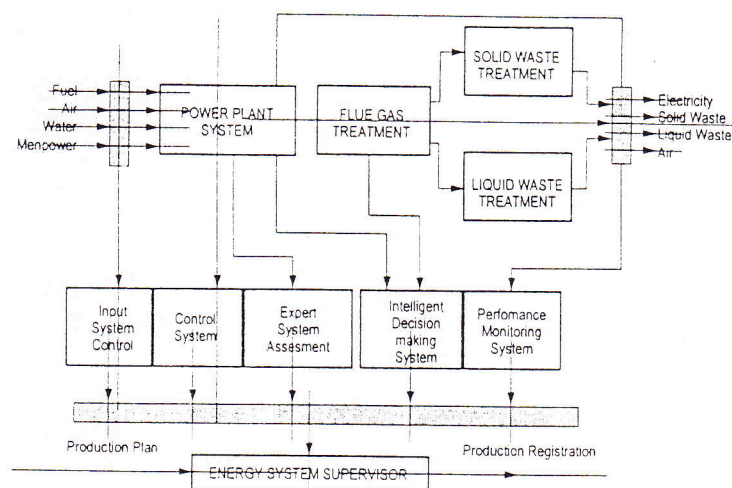 Fuel
Air
Water
Menpower
POWER PLANT
SYSTEM
FLUE GAS
TREATMENT
SOLID WASTE
TREATMENT
LIQUID WASTE
TREATMENT
Electricity
Solid Waste
Liquid Waste
Air
Input
System
Control
Control
System
Expert
System
Assesment
Intelligent
Decision
making
System
Perfomance
Monitoring
System
Production Plan
Production Registration
ENERGY SYSTEM SUPERVISOR